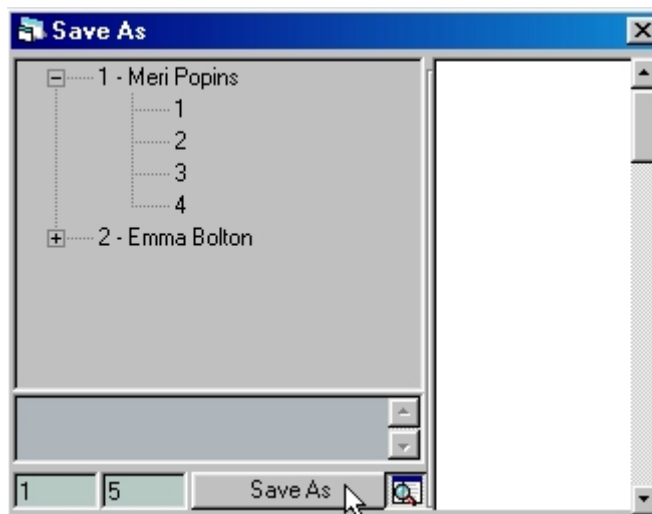 Save As
1 - Meri Popins
1
2
3
4
2 - Emma Bolton
1 5 Save As